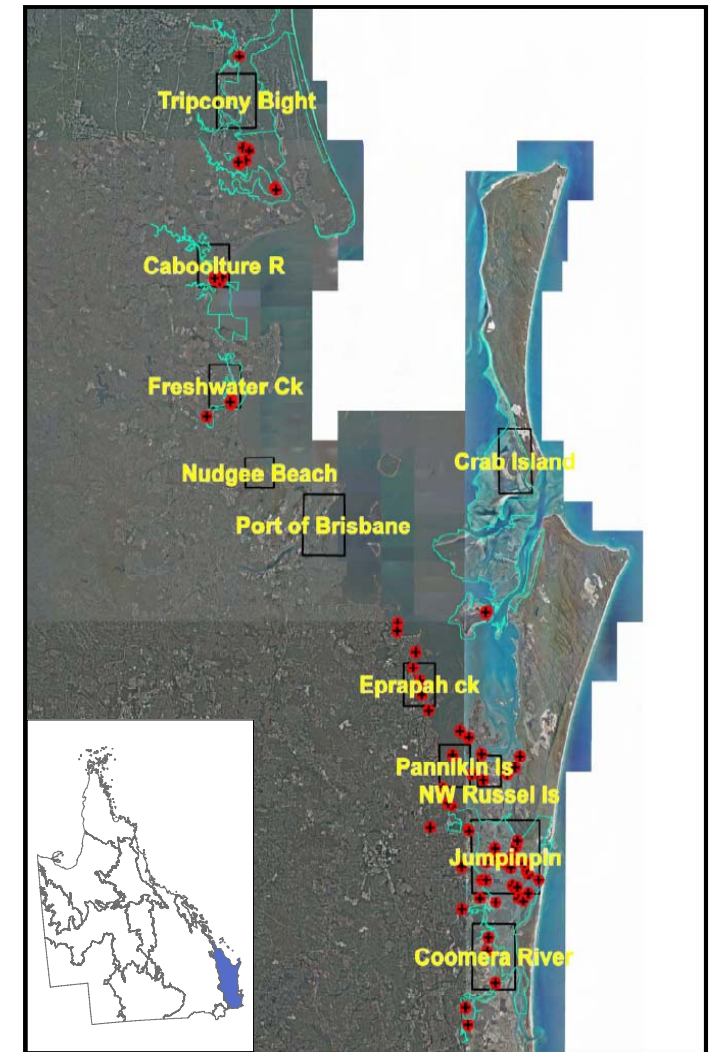 Tripcony Bight
Caboolture R
Freshwater Ck
Nudgee Beach
Crab Island
Port of Brisbane
Eprapah ck
Pannikin Is
NW Russel Is
Jumpinpin
Coomera River